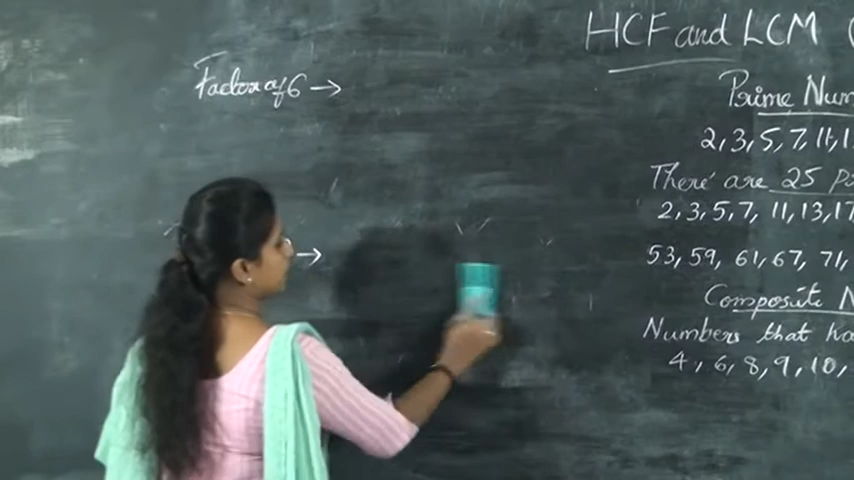 HCF and LCM (
Factor of 6 →
→
Prime Num
2, 3, 5, 7, 11, 1
There are 25 p
2, 3, 5, 7, 11, 13, 17
53, 59, 61, 67, 71,
Composite N
Numbers that ha
4, 6, 8, 9, 10,